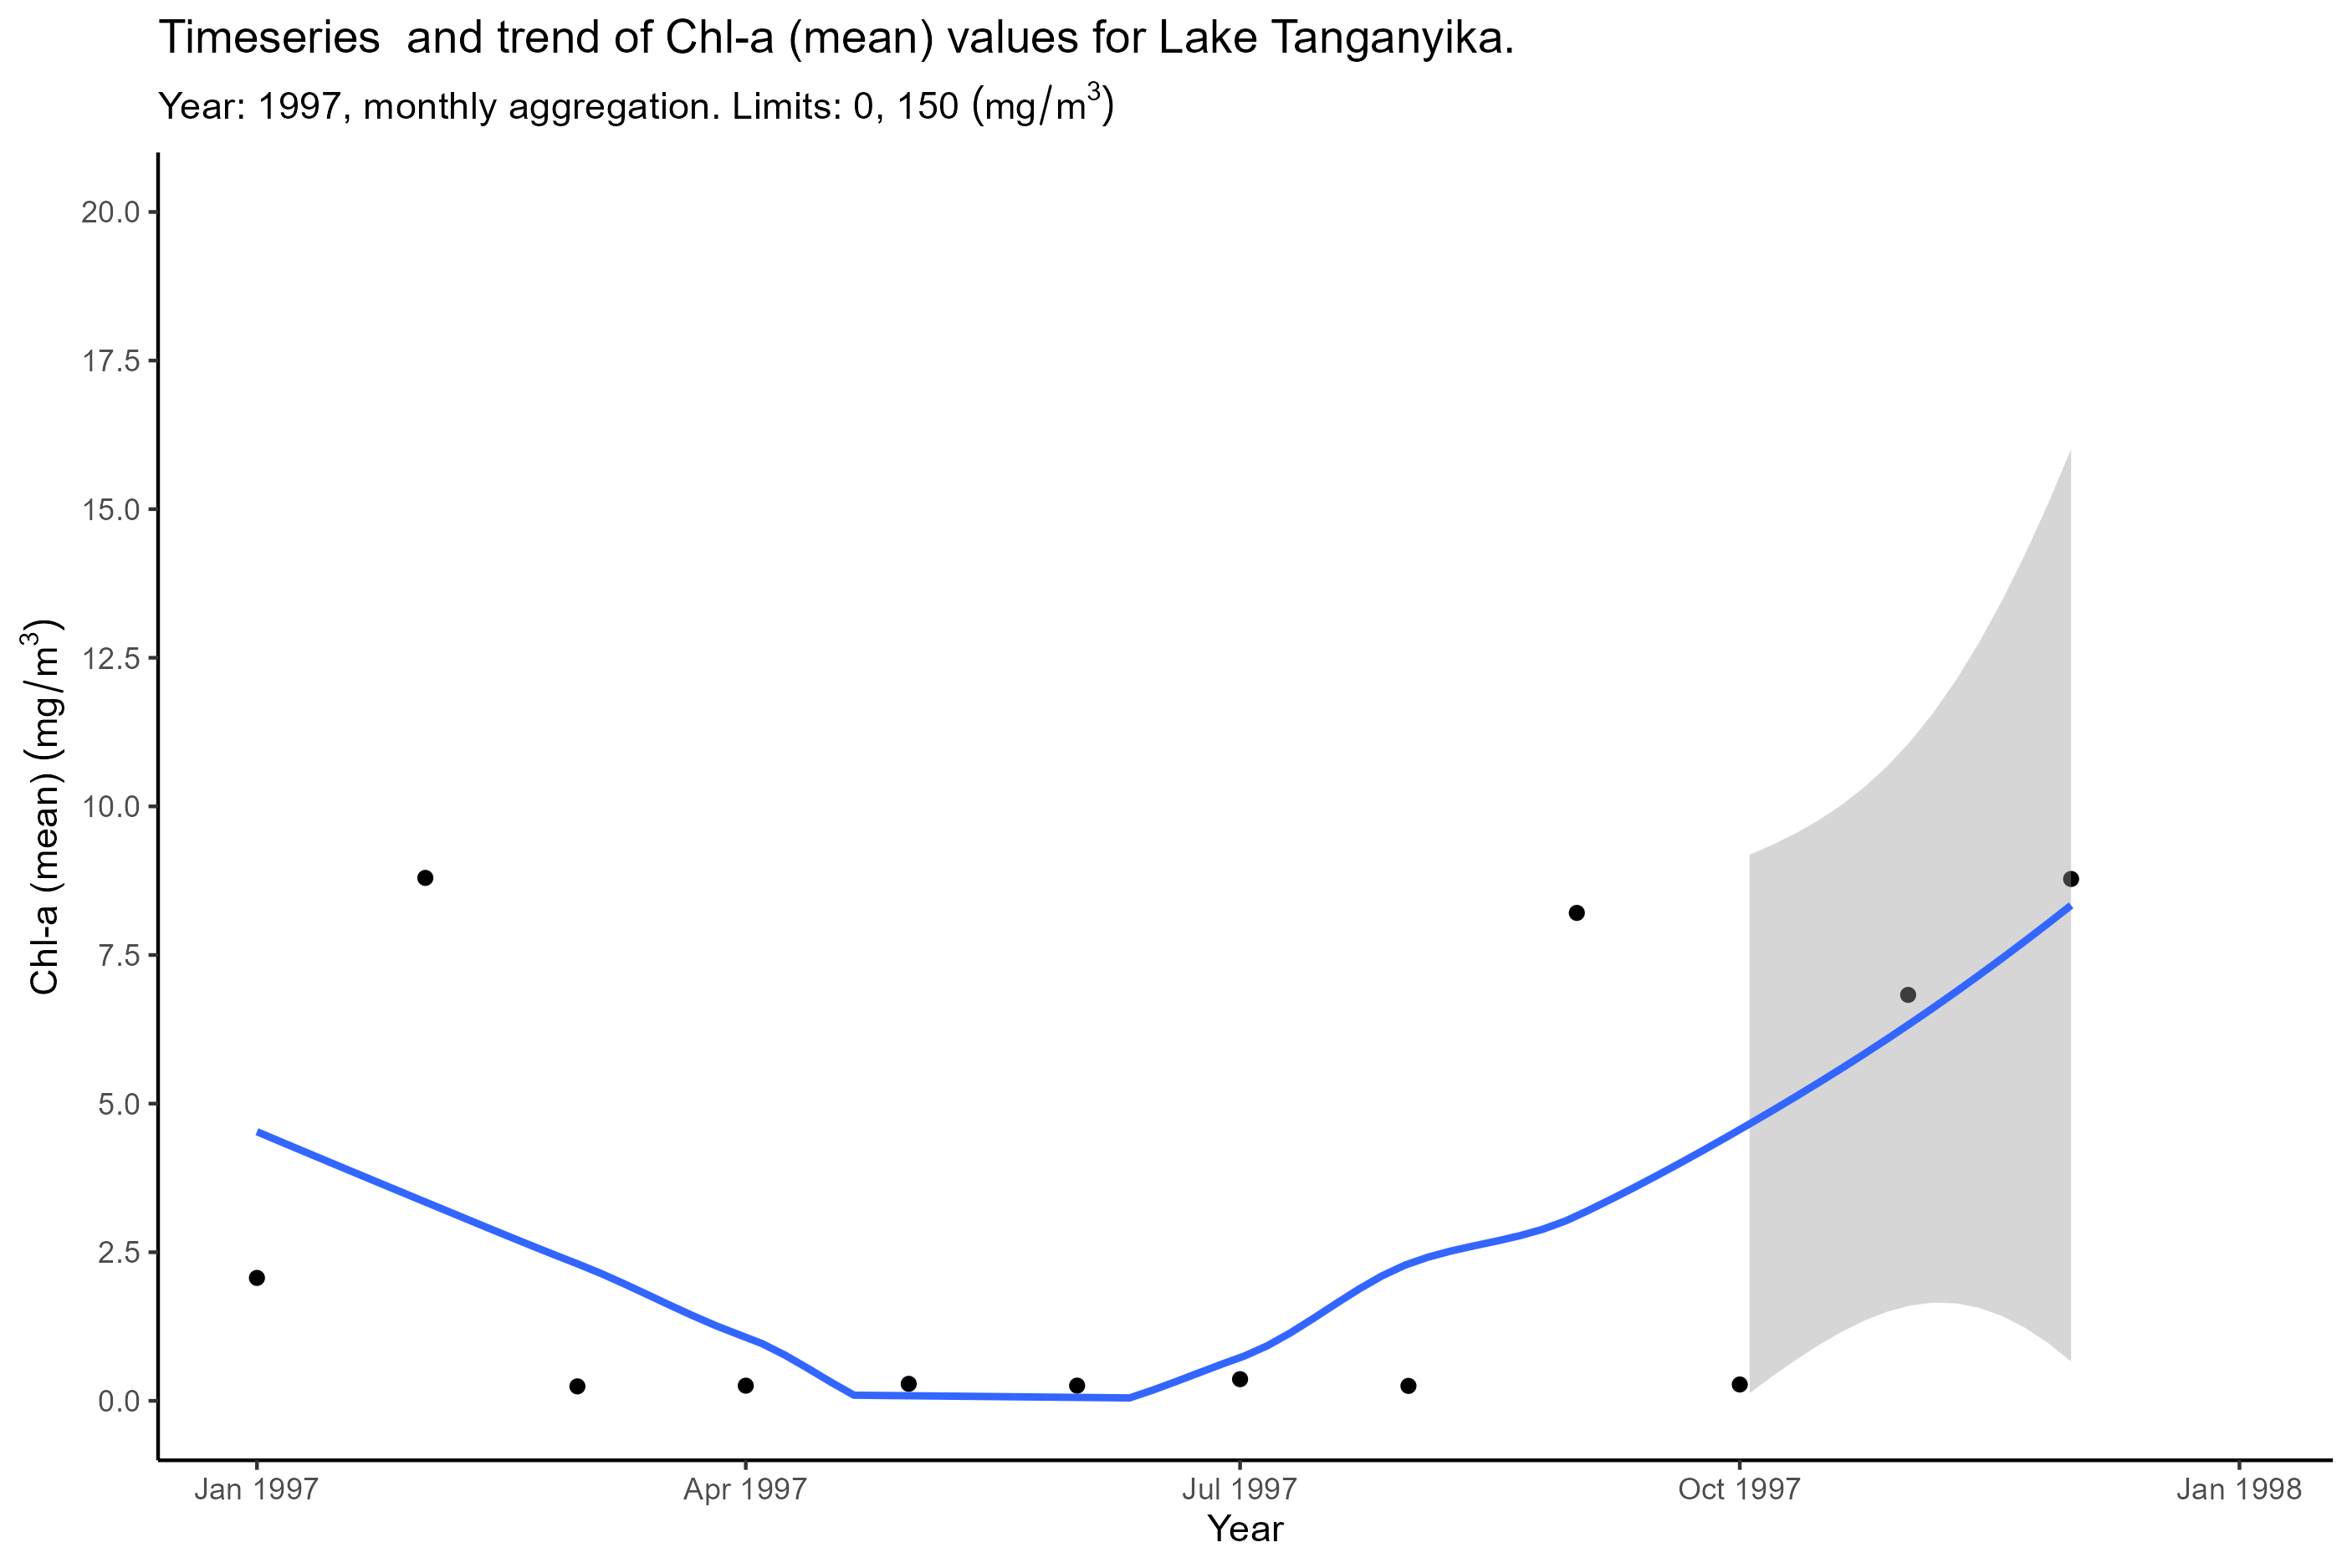 Timeseries  and trend of Chl-a (mean) values for Lake Tanganyika.
Year: 1997, monthly aggregation. Limits: 0, 150 (mg/m³)
Chl-a (mean) (mg/m³)
20.0
17.5
15.0
12.5
10.0
7.5
5.0
2.5
0.0
Jan 1997 Apr 1997 Jul 1997 Oct 1997 Jan 1998
Year